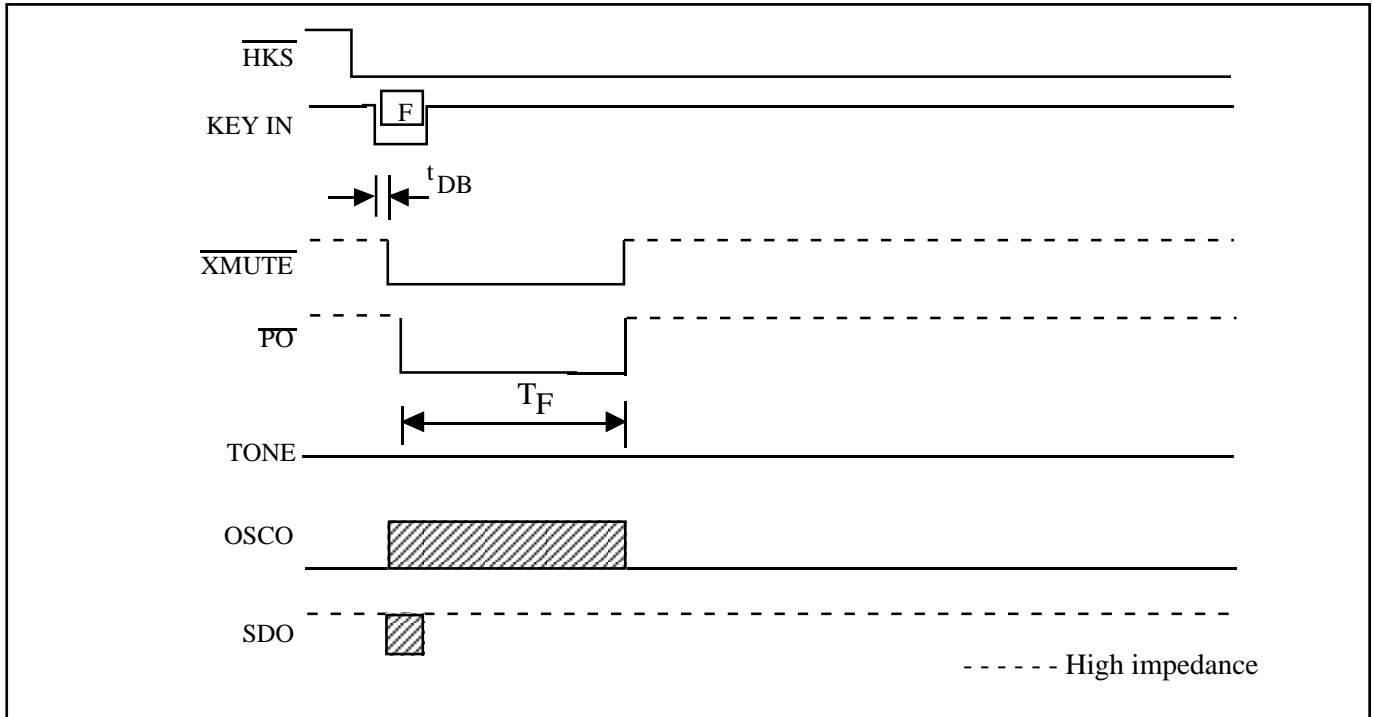 HKS
KEY IN
F
tDB
XMUTE
PO
TF
TONE
OSCO
SDO
- - - - - - High impedance